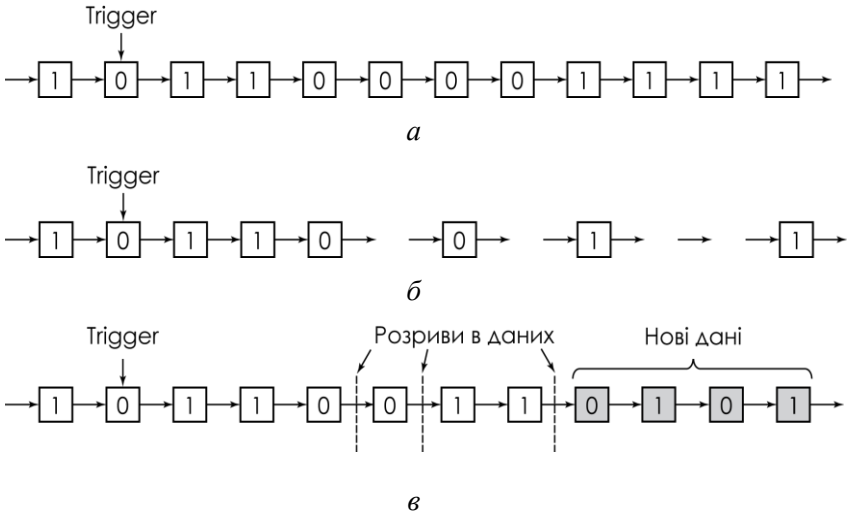 Trigger
1 0 1 1 0 0 0 0 1 1 1 1
а
Trigger
1 0 1 1 0 0 1 1
б
Trigger
Розриви в даних
Нові дані
1 0 1 1 0 0 1 1 0 1 0 1
в